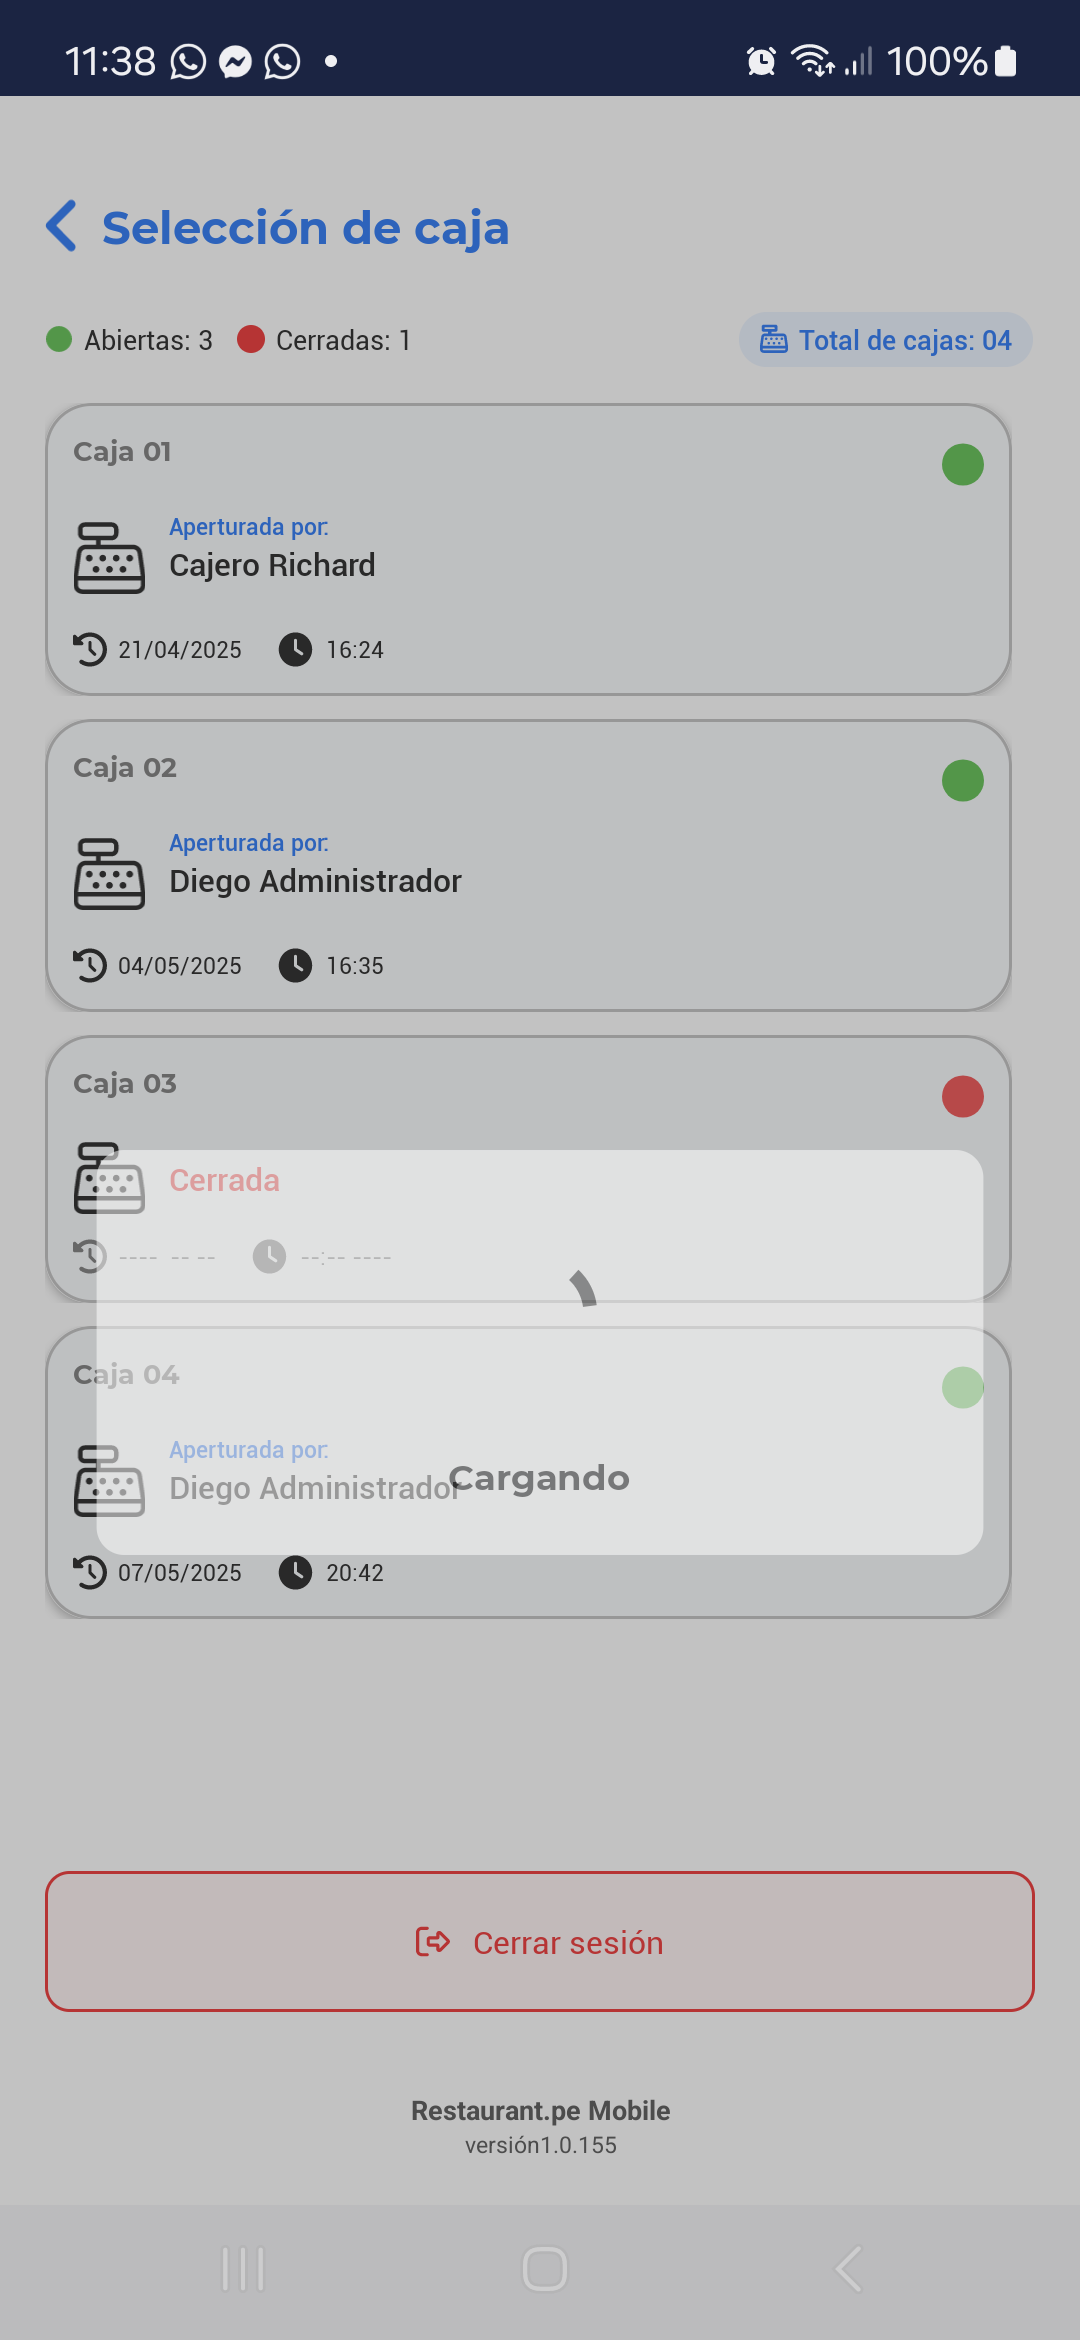 11:38
100%
Selección de caja
Abiertas: 3
Cerradas: 1
Total de cajas: 04
Caja 01
Aperturada por:
Cajero Richard
21/04/2025
16:24
Caja 02
Aperturada por:
Diego Administrador
04/05/2025
16:35
Caja 03
Cerrada
---- -- --
--:-- ----
Caja 04
Aperturada por:
Diego Administrador
Cargando
07/05/2025
20:42
Cerrar sesión
Restaurant.pe Mobile
versión1.0.155